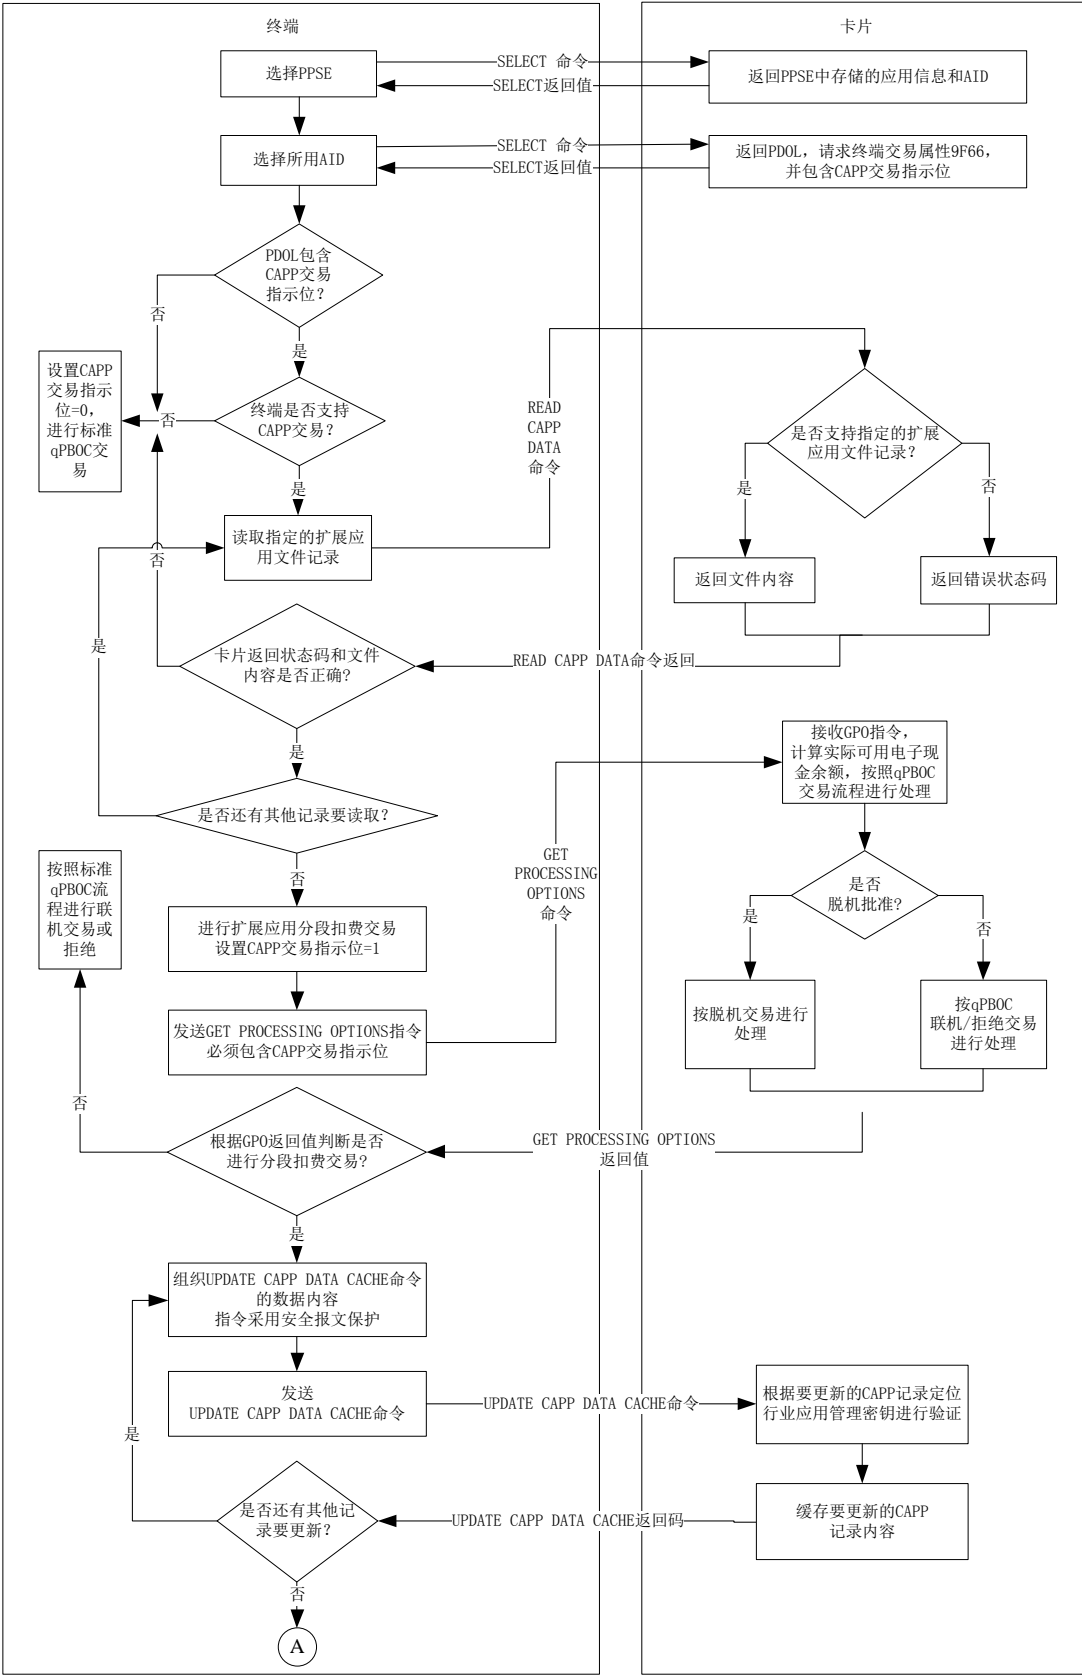 终端
卡片
选择PPSE
SELECT 命令
SELECT返回值
返回PPSE中存储的应用信息和AID
选择所用AID
SELECT 命令
SELECT返回值
返回PDOL，请求终端交易属性9F66，
并包含CAPP交易指示位
PDOL包含
CAPP交易
指示位？
否
是
设置CAPP
交易指示
位=0，
进行标准
qPBOC交
易
否
终端是否支持
CAPP交易？
是
READ
CAPP
DATA
命令
是否支持指定的扩展
应用文件记录？
是
否
读取指定的扩展应
用文件记录
否
返回文件内容
返回错误状态码
是
卡片返回状态码和文件
内容是否正确？
READ CAPP DATA命令返回
是
接收GPO指令，
计算实际可用电子现
金余额，按照qPBOC
交易流程进行处理
是否还有其他记录要读取？
否
GET
PROCESSING
OPTIONS
命令
按照标准
qPBOC流
程进行联
机交易或
拒绝
是否
脱机批准？
是
否
进行扩展应用分段扣费交易
设置CAPP交易指示位=1
发送GET PROCESSING OPTIONS指令
必须包含CAPP交易指示位
按脱机交易进行
处理
按qPBOC
联机/拒绝交易
进行处理
否
根据GPO返回值判断是否
进行分段扣费交易？
GET PROCESSING OPTIONS
返回值
是
组织UPDATE CAPP DATA CACHE命令
的数据内容
指令采用安全报文保护
发送
UPDATE CAPP DATA CACHE命令
UPDATE CAPP DATA CACHE命令
根据要更新的CAPP记录定位
行业应用管理密钥进行验证
是
是否还有其他记
录要更新？
UPDATE CAPP DATA CACHE返回码
缓存要更新的CAPP
记录内容
否
A